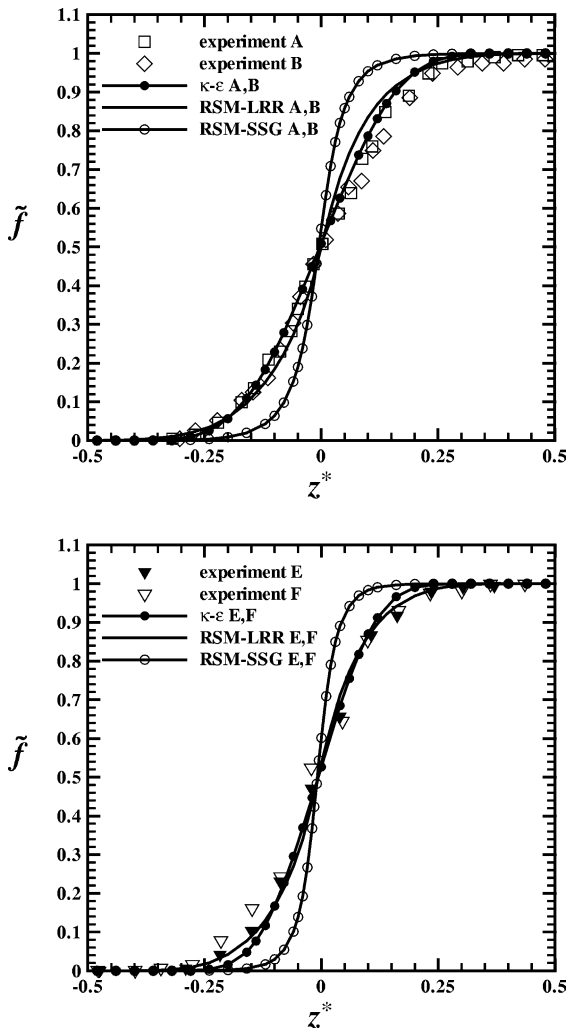 1.1
1
0.9
0.8
0.7
0.6
0.5
0.4
0.3
0.2
0.1
0
f̃
experiment A
experiment B
κ-ε A,B
RSM-LRR A,B
RSM-SSG A,B
-0.5
-0.25
0
0.25
0.5
z*
1.1
1
0.9
0.8
0.7
0.6
0.5
0.4
0.3
0.2
0.1
0
f̃
experiment E
experiment F
κ-ε E,F
RSM-LRR E,F
RSM-SSG E,F
-0.5
-0.25
0
0.25
0.5
z*